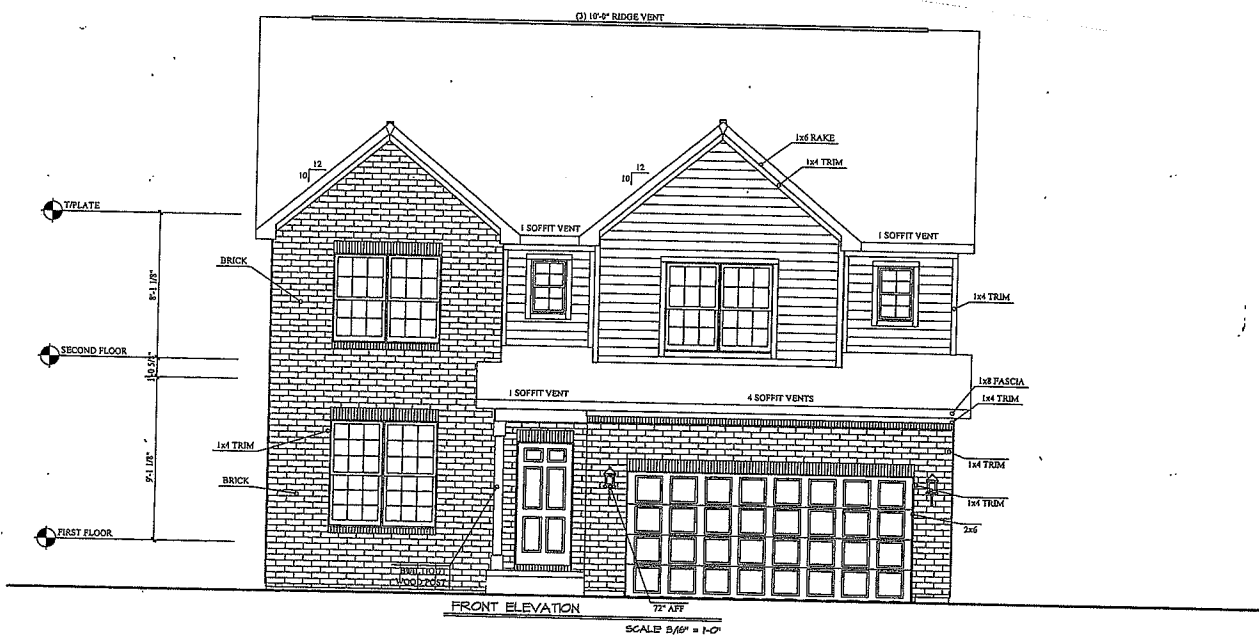 (3) 10'-0" RIDGE VENT
1x6 RAKE
1x4 TRIM
12
10
12
10
T/PLATE
1 SOFFIT VENT
1 SOFFIT VENT
BRICK
8'-1 1/8"
1x4 TRIM
SECOND FLOOR
1'-0 5/8"
1x8 FASCIA
1 SOFFIT VENT
4 SOFFIT VENTS
1x4 TRIM
1x4 TRIM
9'-1 1/8"
1x4 TRIM
BRICK
1x4 TRIM
2x6
FIRST FLOOR
BUILT OUT
WOOD POST
72" AFF
FRONT ELEVATION
SCALE 3/16" = 1'-0"